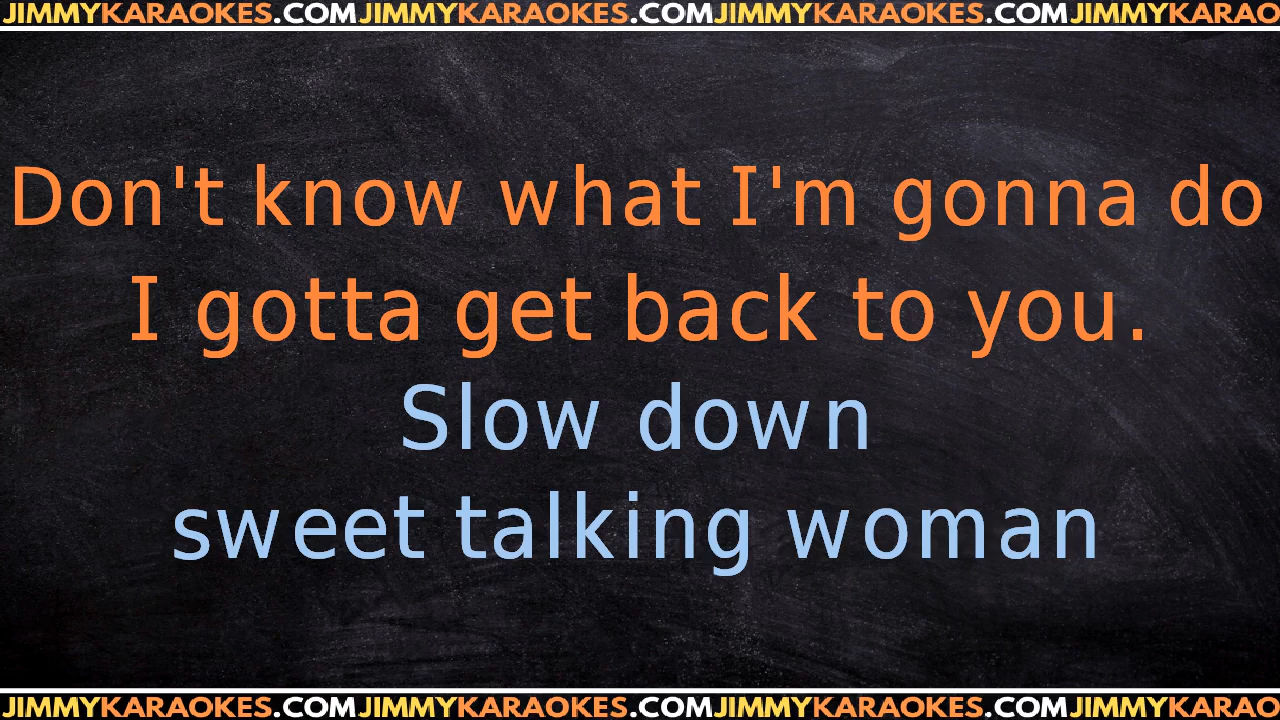 JIMMYKARAOKES.COMJIMMYKARAOKES.COMJIMMYKARAOKES.COMJIMMYKARAO
Don't know what I'm gonna do
I gotta get back to you.
Slow down
sweet talking woman
JIMMYKARAOKES.COMJIMMYKARAOKES.COMJIMMYKARAOKES.COMJIMMYKARAO